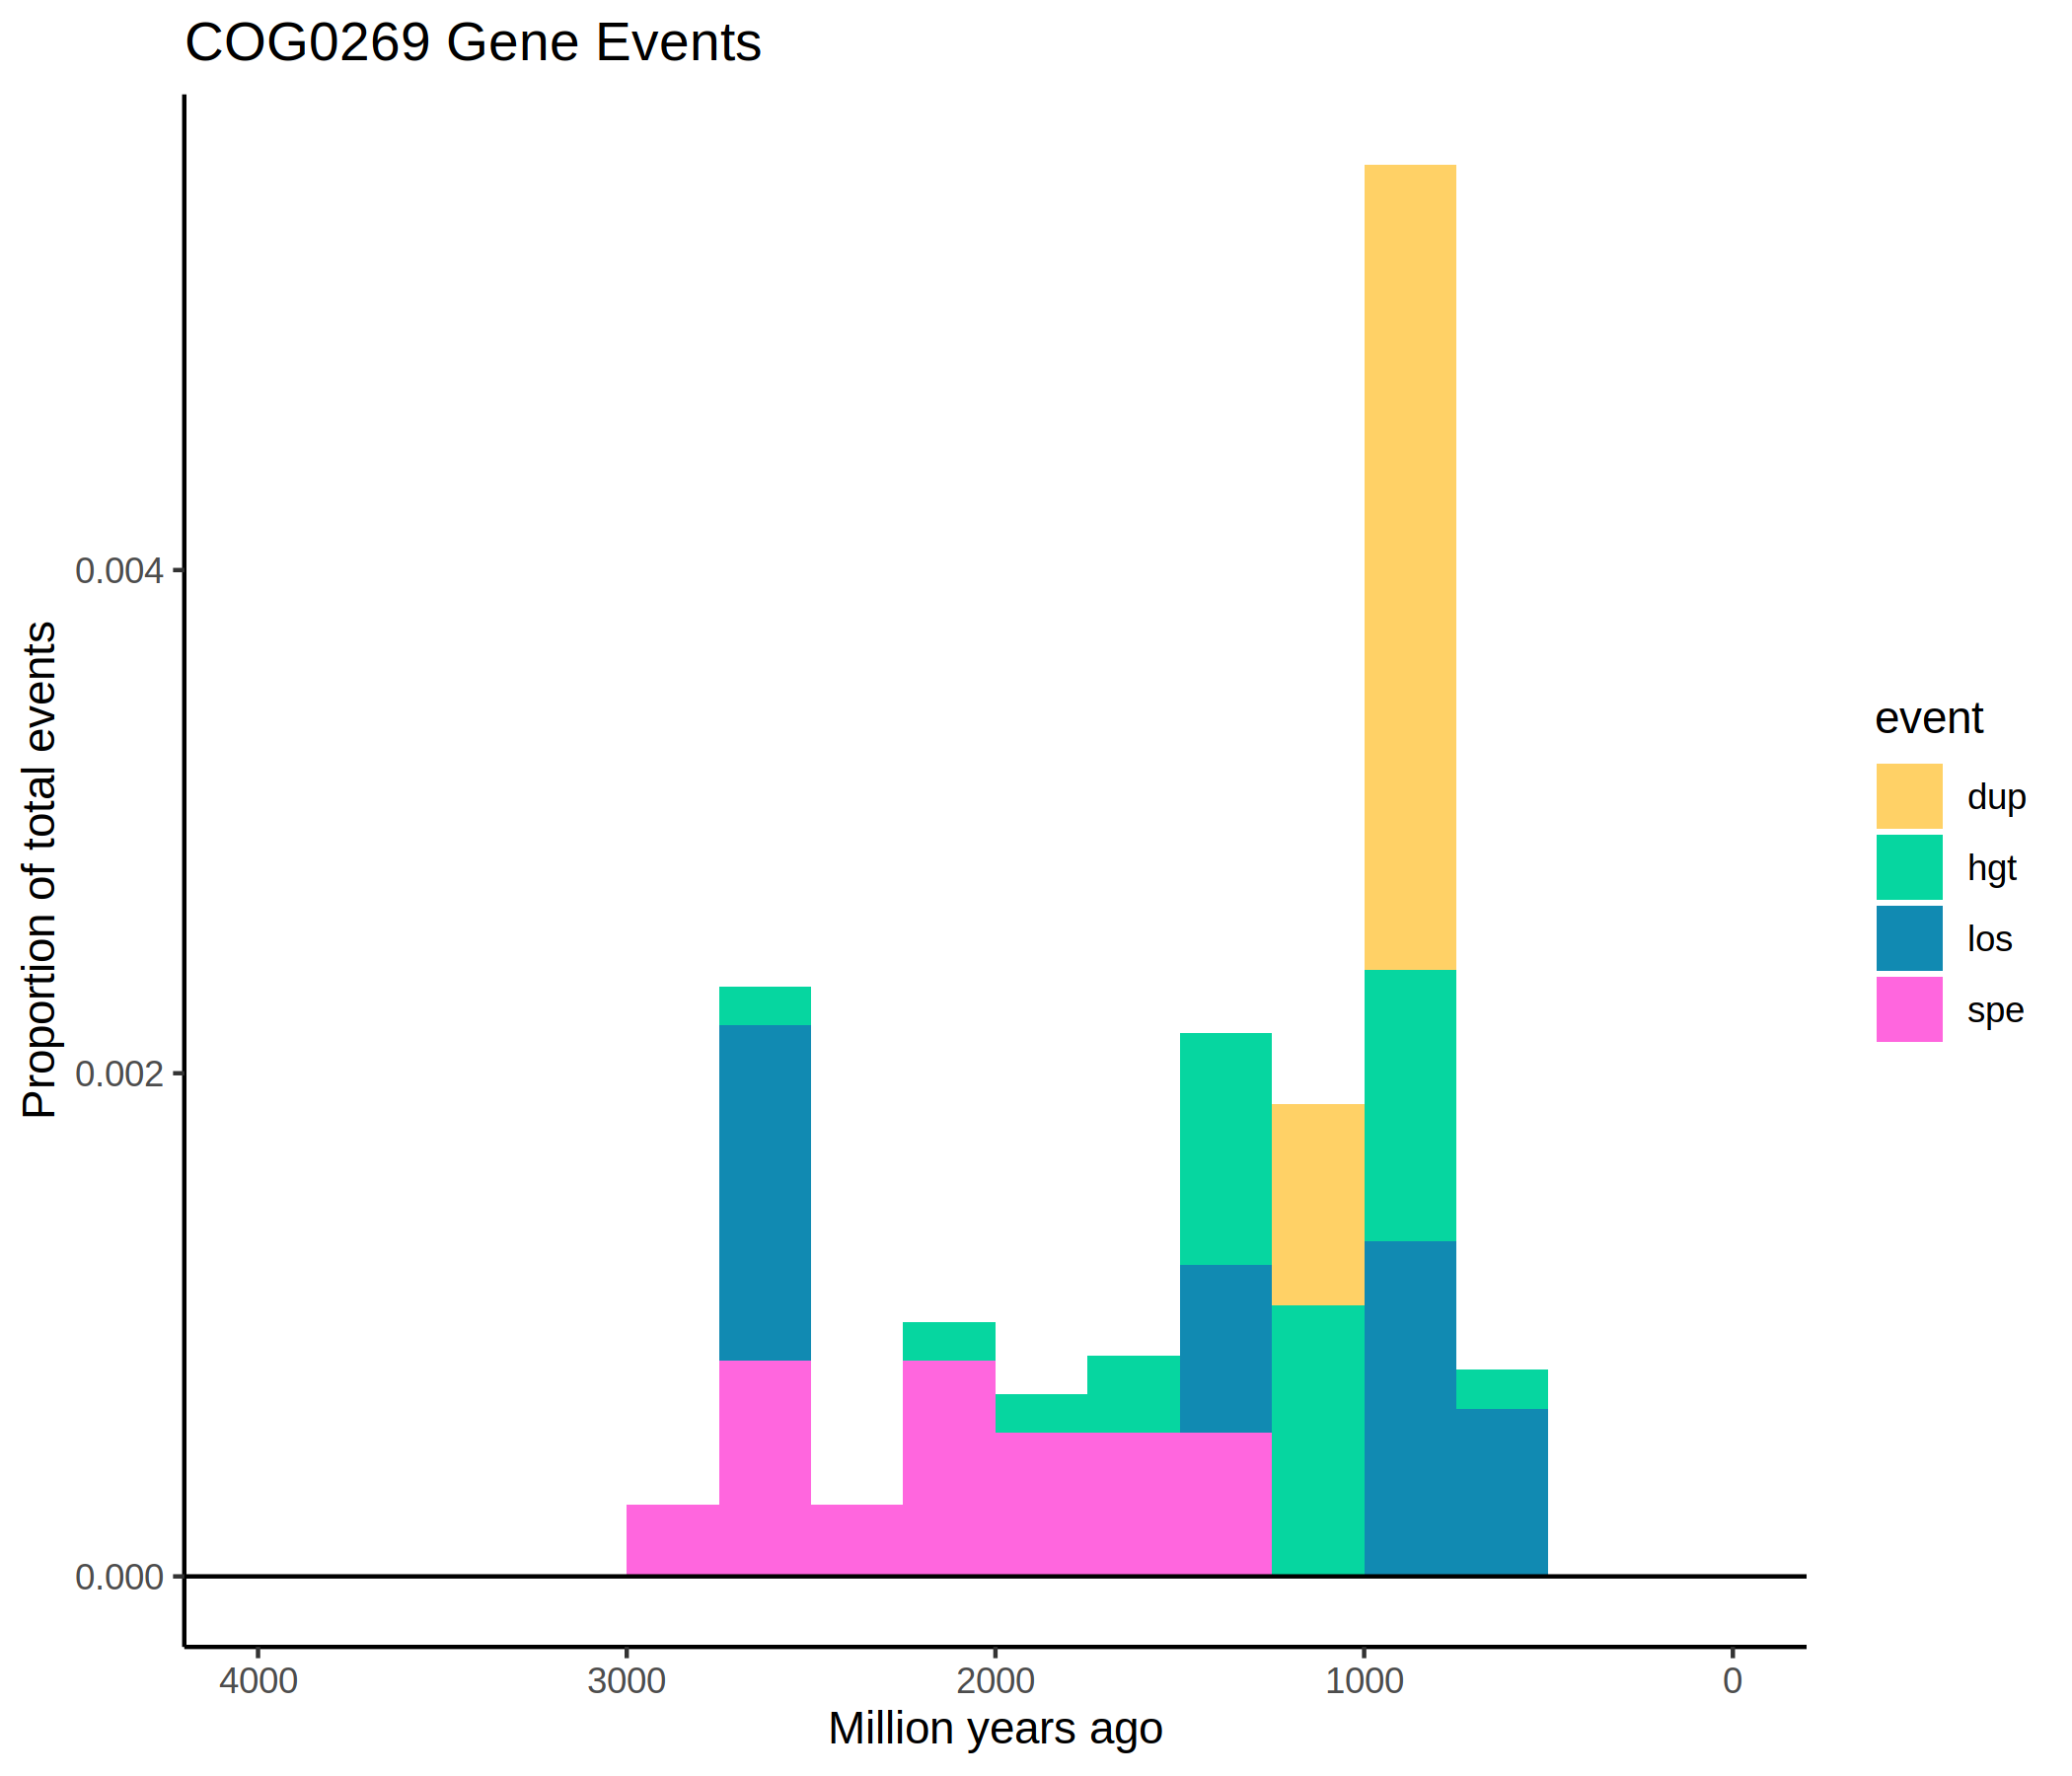 COG0269 Gene Events
Proportion of total events
0.004
0.002
0.000
4000 3000 2000 1000 0
Million years ago
event
dup
hgt
los
spe